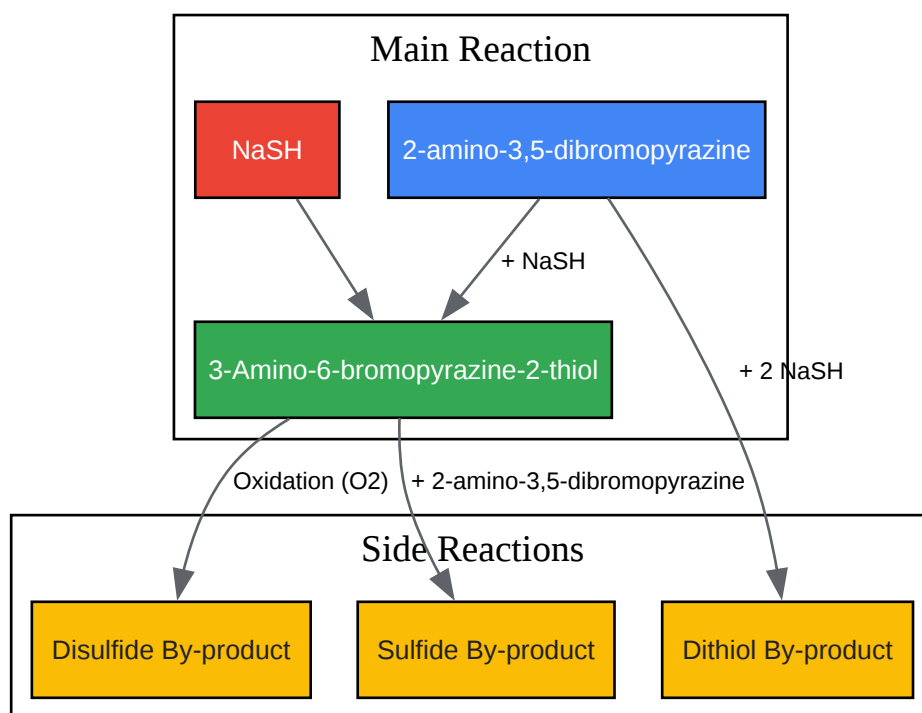 Main Reaction
NaSH
2-amino-3,5-dibromopyrazine
+ NaSH
3-Amino-6-bromopyrazine-2-thiol
+ 2 NaSH
Oxidation (O2)
+ 2-amino-3,5-dibromopyrazine
Side Reactions
Disulfide By-product
Sulfide By-product
Dithiol By-product